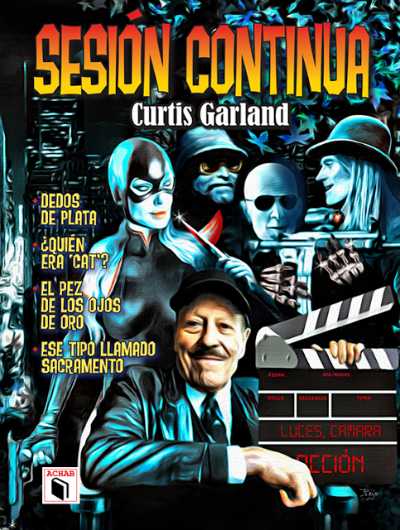 SESIÓN CONTINUA
Curtis Garland
• DEDOS
DE PLATA
• ¿QUIÉN
ERA 'CAT'?
• EL PEZ
DE LOS OJOS
DE ORO
• ESE TIPO LLAMADO
SACRAMENTO
LUCES, CAMARA
ACCIÓN
ACHAB